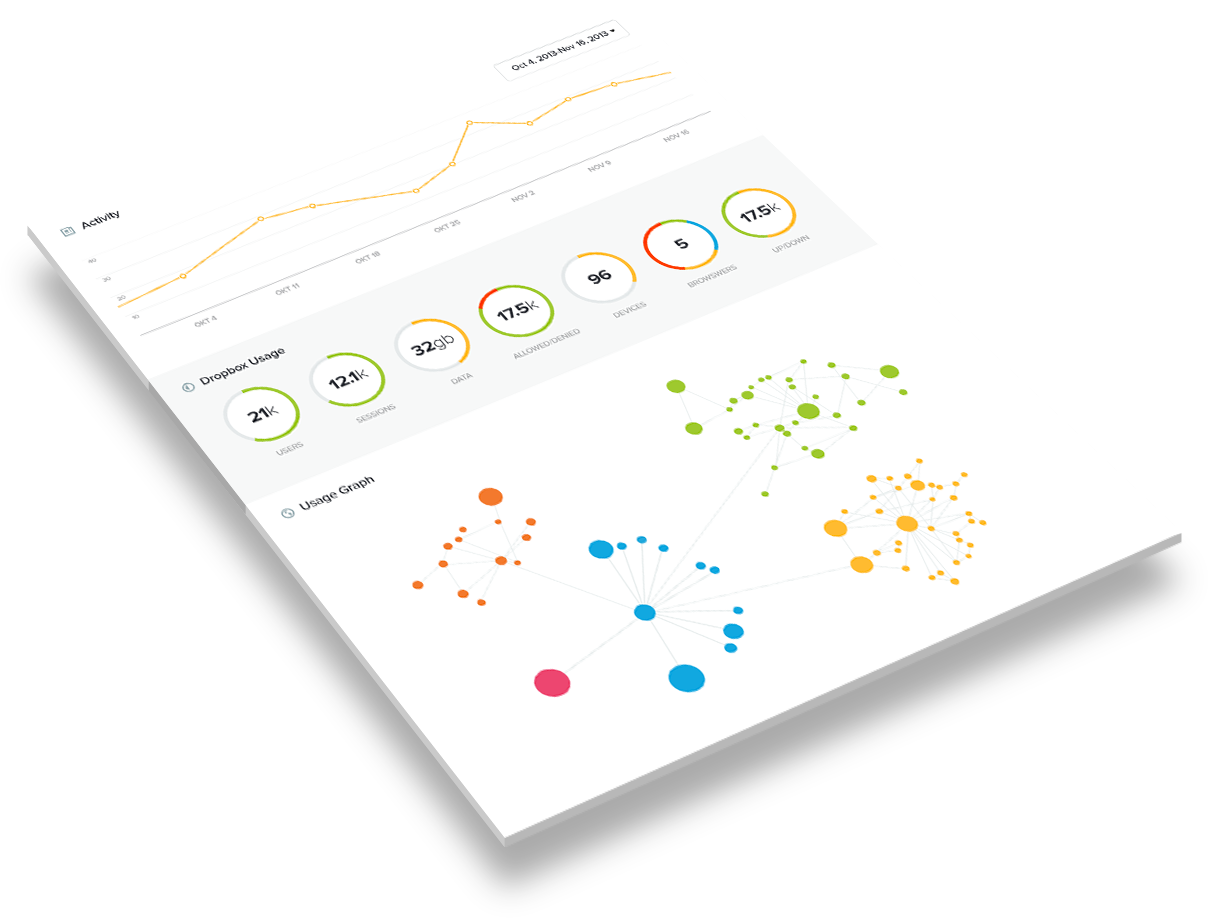 Oct 4, 2013-Nov 16, 2013
Activity
40
30
20
10
OKT 4
OKT 11
OKT 18
OKT 25
NOV 2
NOV 9
NOV 16
Dropbox Usage
21k
USERS
12.1k
SESSIONS
32gb
DATA
17.5k
ALLOWED/DENIED
96
DEVICES
5
BROWSWERS
17.5k
UP/DOWN
Usage Graph